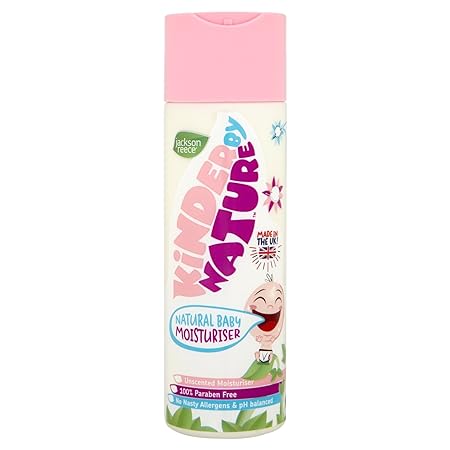 jackson
reece
KiNDER BY
NATURE
MADE IN
THE UK!
NATURAL BABY
MOISTURISER
Unscented Moisturiser
100% Paraben Free
No Nasty Allergens & pH balanced